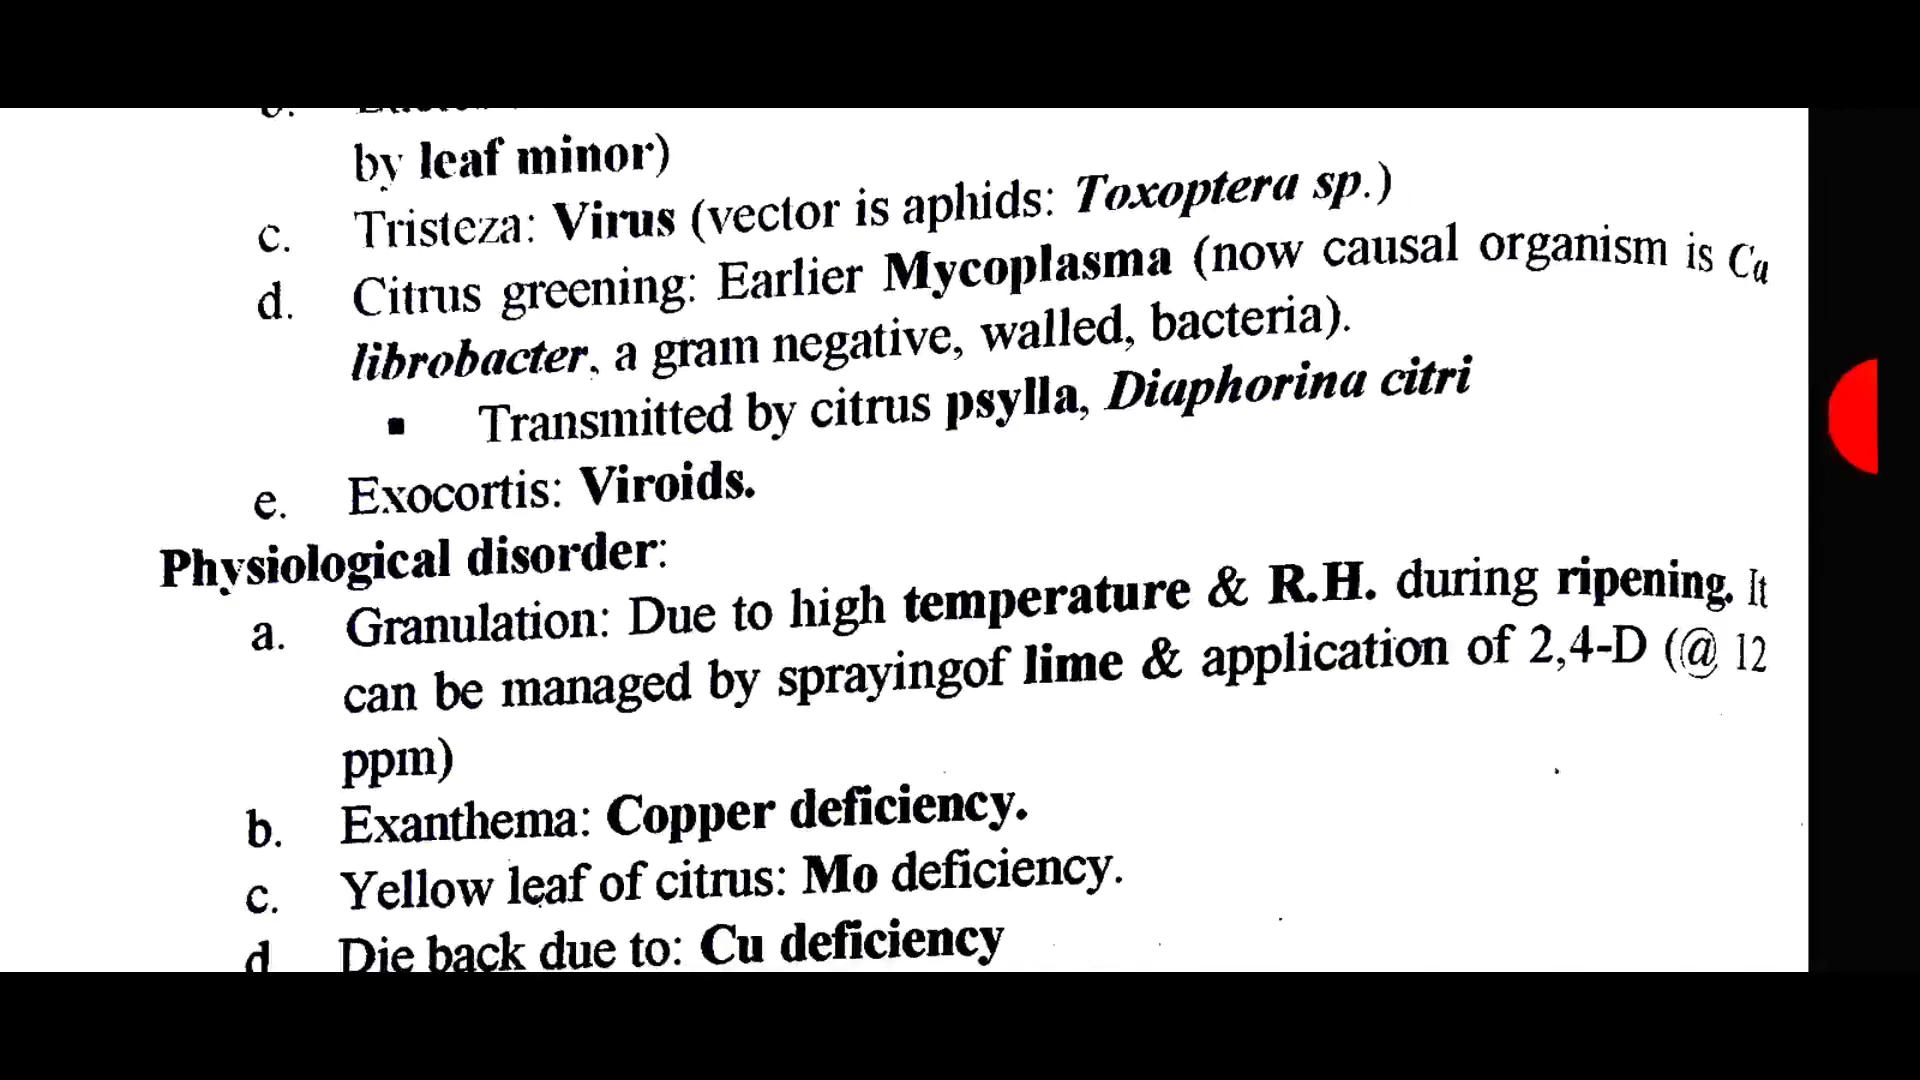 b.
by leaf minor)
c. Tristeza: Virus (vector is aphids: Toxoptera sp.)
d. Citrus greening: Earlier Mycoplasma (now causal organism is Ca
librobacter, a gram negative, walled, bacteria).
▪ Transmitted by citrus psylla, Diaphorina citri
e. Exocortis: Viroids.
Physiological disorder:
a. Granulation: Due to high temperature & R.H. during ripening. It
can be managed by sprayingof lime & application of 2,4-D (@ 12
ppm)
b. Exanthema: Copper deficiency.
c. Yellow leaf of citrus: Mo deficiency.
d Die back due to: Cu deficiency